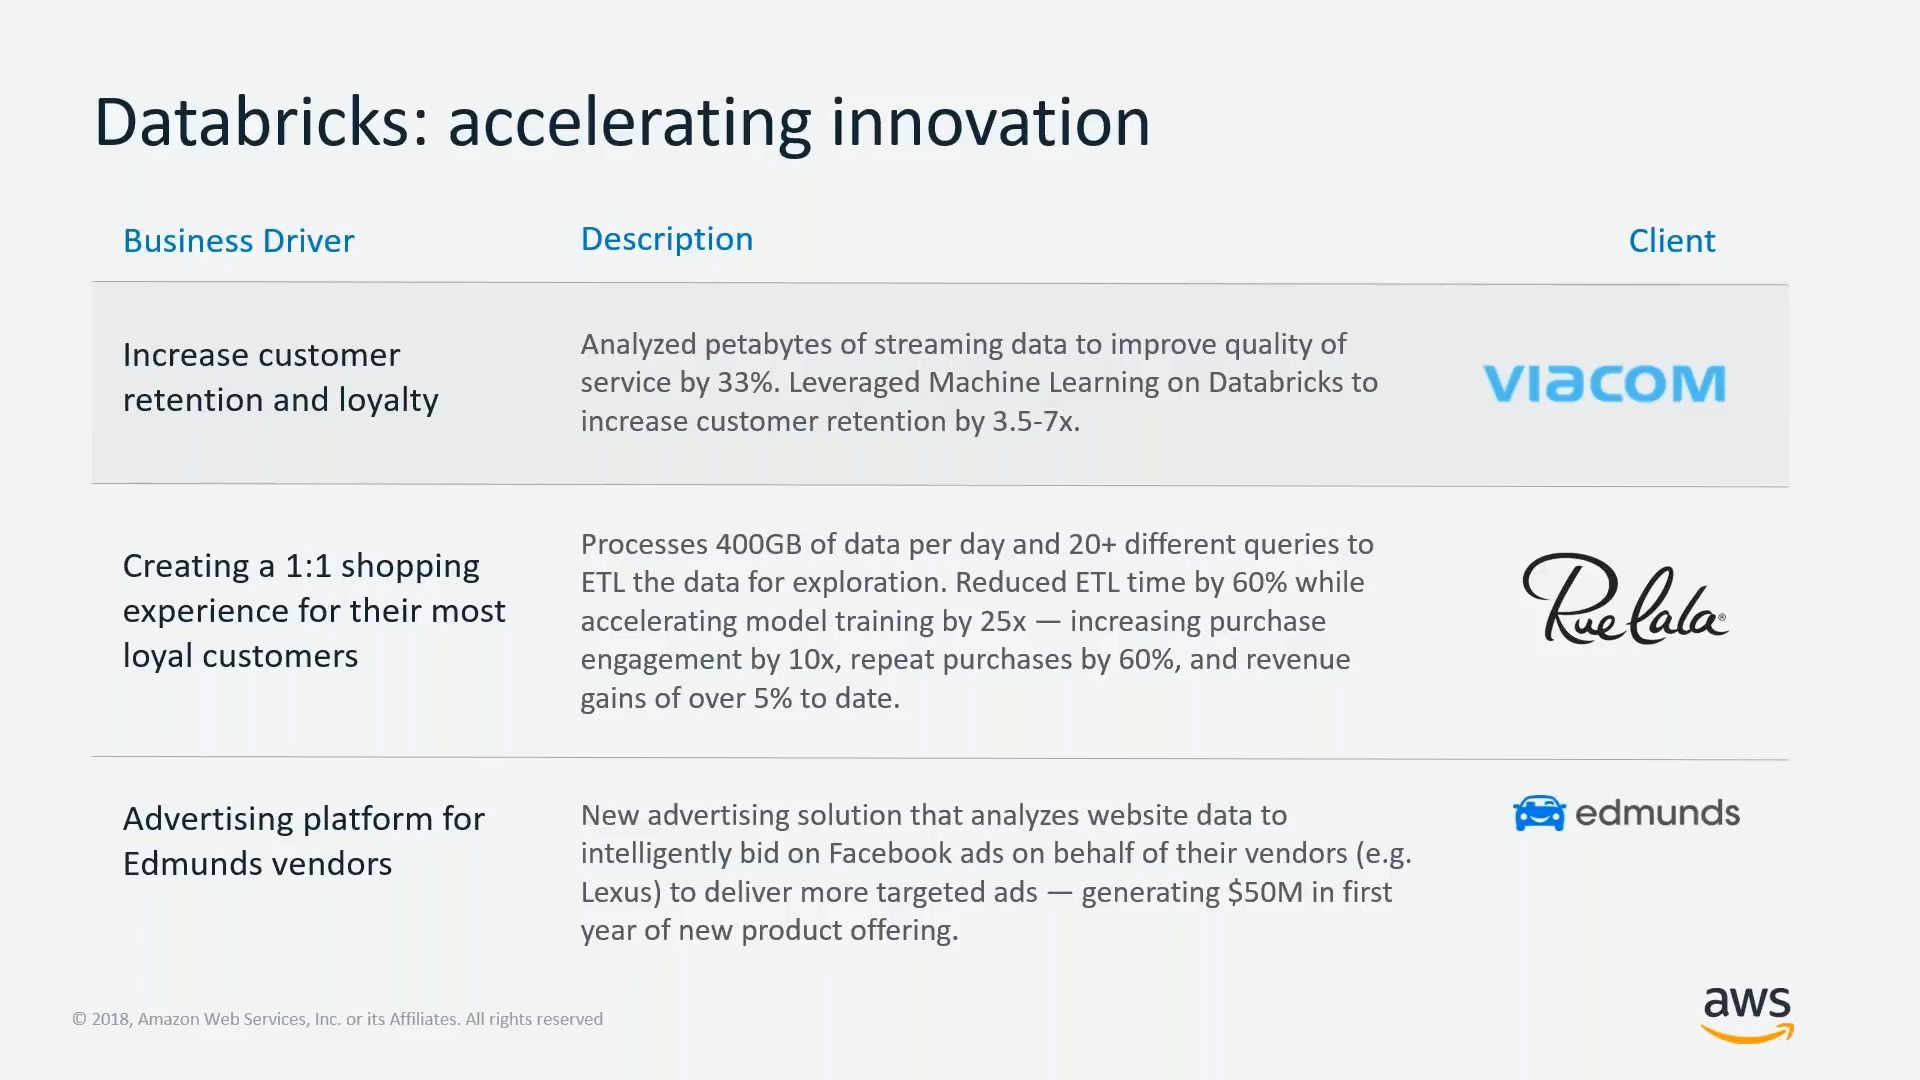 Databricks: accelerating innovation
Business Driver
Description
Client
Increase customer
retention and loyalty
Analyzed petabytes of streaming data to improve quality of
service by 33%. Leveraged Machine Learning on Databricks to
increase customer retention by 3.5-7x.
VIaCOM
Creating a 1:1 shopping
experience for their most
loyal customers
Processes 400GB of data per day and 20+ different queries to
ETL the data for exploration. Reduced ETL time by 60% while
accelerating model training by 25x — increasing purchase
engagement by 10x, repeat purchases by 60%, and revenue
gains of over 5% to date.
Rue lala®
Advertising platform for
Edmunds vendors
New advertising solution that analyzes website data to
intelligently bid on Facebook ads on behalf of their vendors (e.g.
Lexus) to deliver more targeted ads — generating $50M in first
year of new product offering.
edmunds
© 2018, Amazon Web Services, Inc. or its Affiliates. All rights reserved
aws